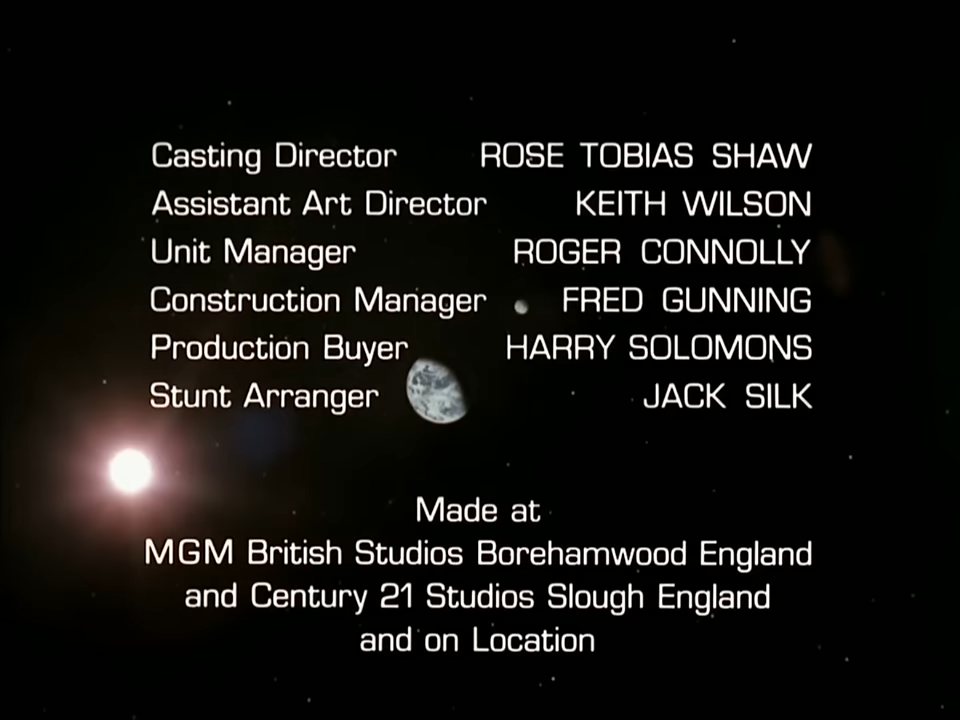 Casting Director ROSE TOBIAS SHAW
Assistant Art Director KEITH WILSON
Unit Manager ROGER CONNOLLY
Construction Manager FRED GUNNING
Production Buyer HARRY SOLOMONS
Stunt Arranger JACK SILK
Made at
MGM British Studios Borehamwood England
and Century 21 Studios Slough England
and on Location